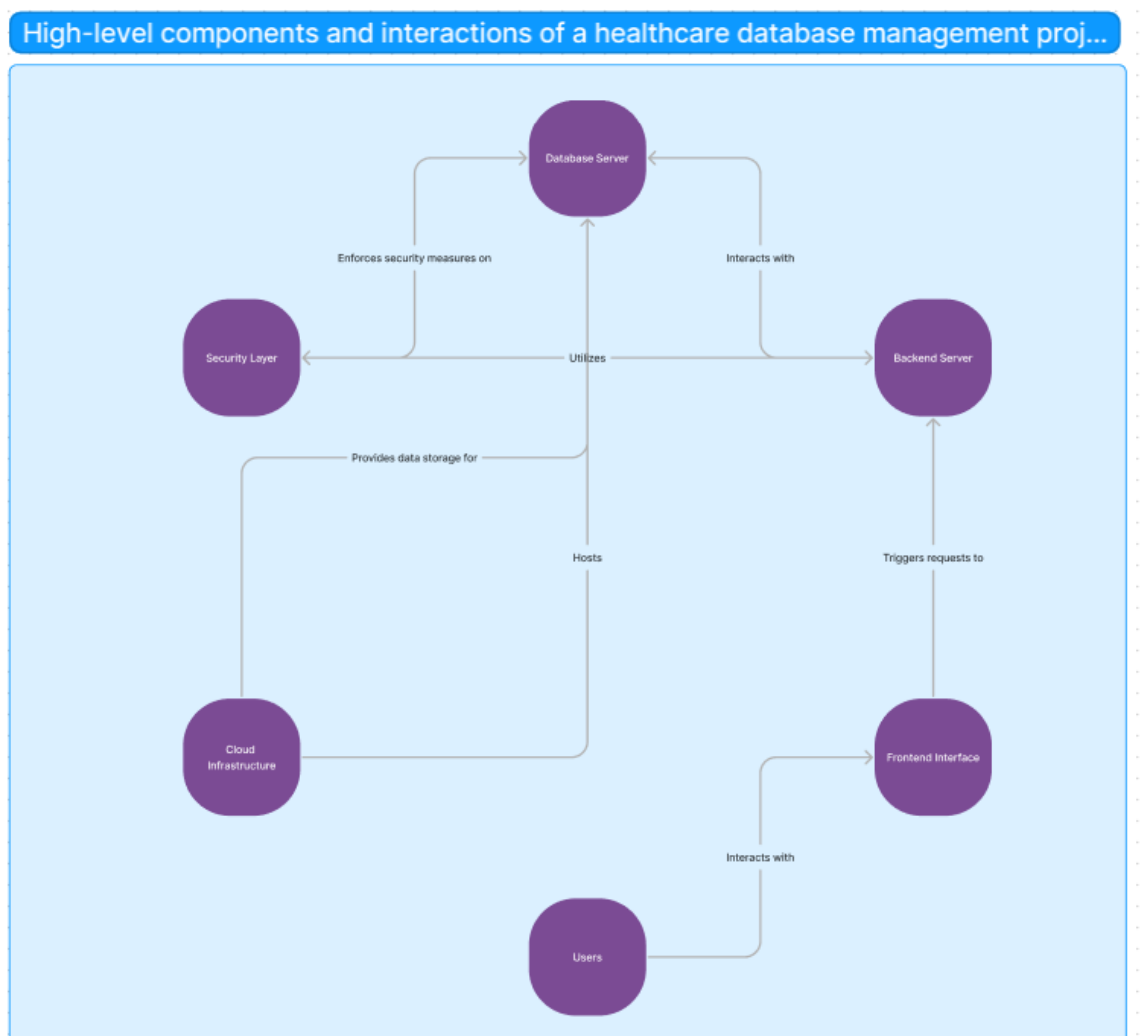 High-level components and interactions of a healthcare database management proj...
Database Server
Enforces security measures on
Interacts with
Security Layer
Utilizes
Backend Server
Provides data storage for
Hosts
Triggers requests to
Cloud
Infrastructure
Frontend Interface
Interacts with
Users